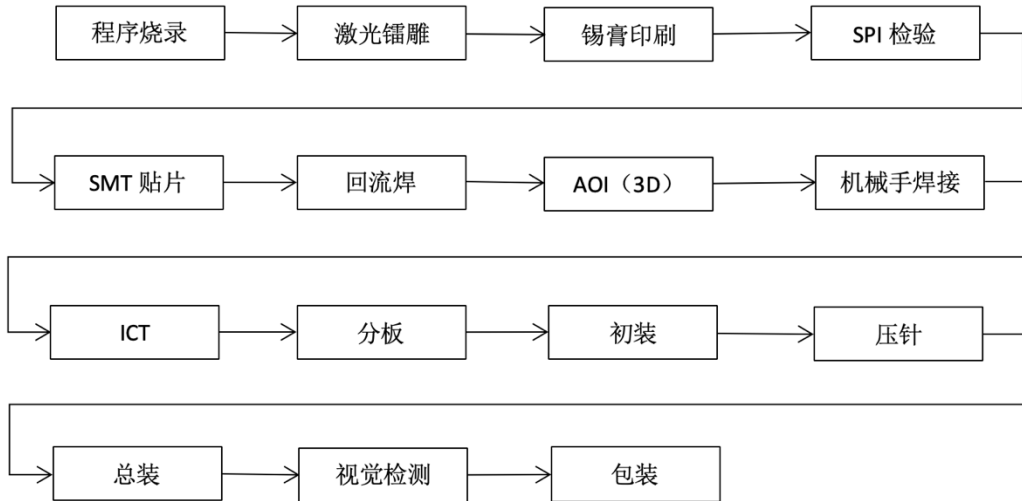 程序烧录
激光镭雕
锡膏印刷
SPI 检验
SMT 贴片
回流焊
AOI（3D）
机械手焊接
ICT
分板
初装
压针
总装
视觉检测
包装